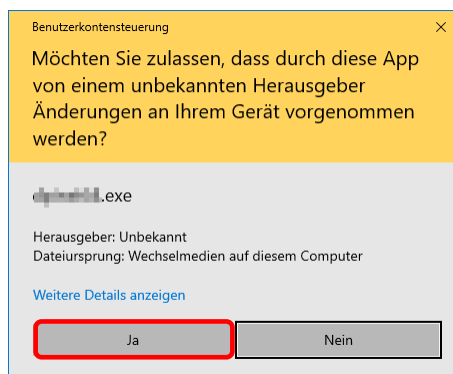 Benutzerkontensteuerung
Möchten Sie zulassen, dass durch diese App
von einem unbekannten Herausgeber
Änderungen an Ihrem Gerät vorgenommen
werden?
.exe
Herausgeber: Unbekannt
Dateiursprung: Wechselmedien auf diesem Computer
Weitere Details anzeigen
Ja
Nein